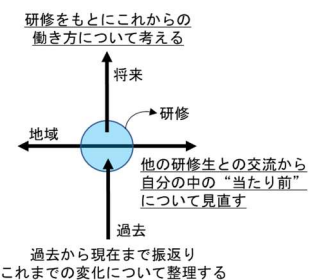 研修をもとにこれからの
働き方について考える
将来
研修
地域
他の研修生との交流から
自分の中の“当たり前”
について見直す
過去
過去から現在まで振返り
これまでの変化について整理する